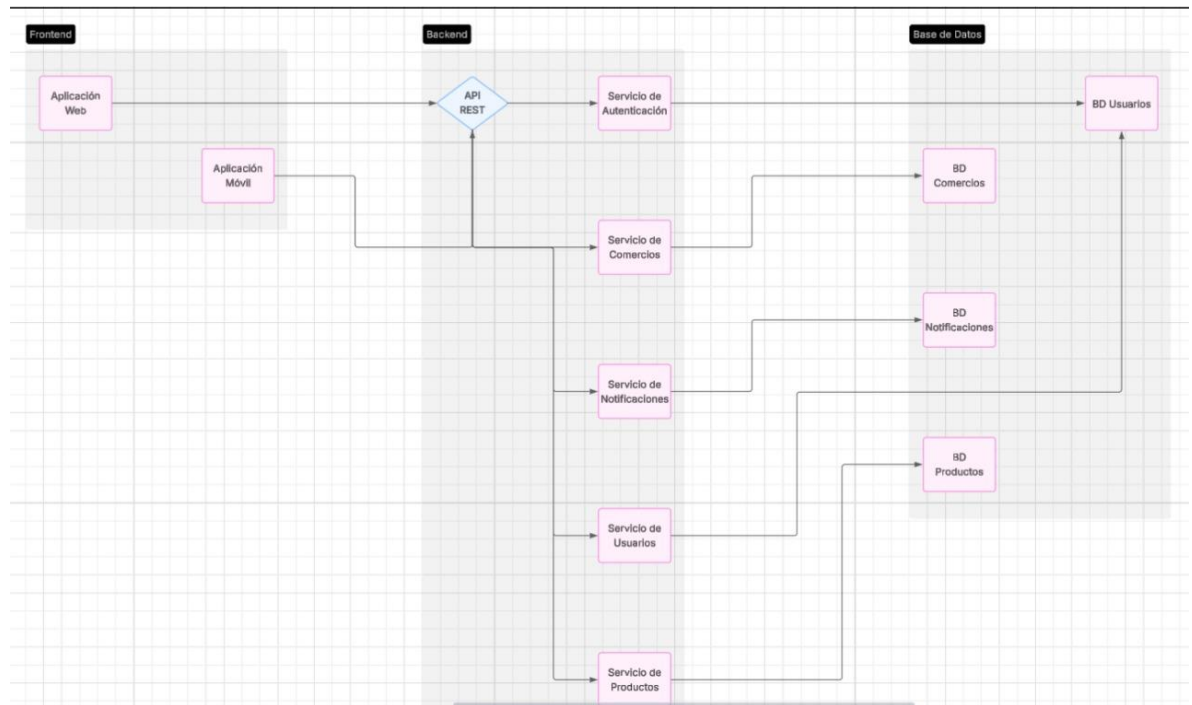 Frontend
Backend
Base de Datos
Aplicación
Web
API
REST
Servicio de
Autenticación
BD Usuarios
Aplicación
Móvil
BD
Comercios
Servicio de
Comercios
BD
Notificaciones
Servicio de
Notificaciones
BD
Productos
Servicio de
Usuarios
Servicio de
Productos